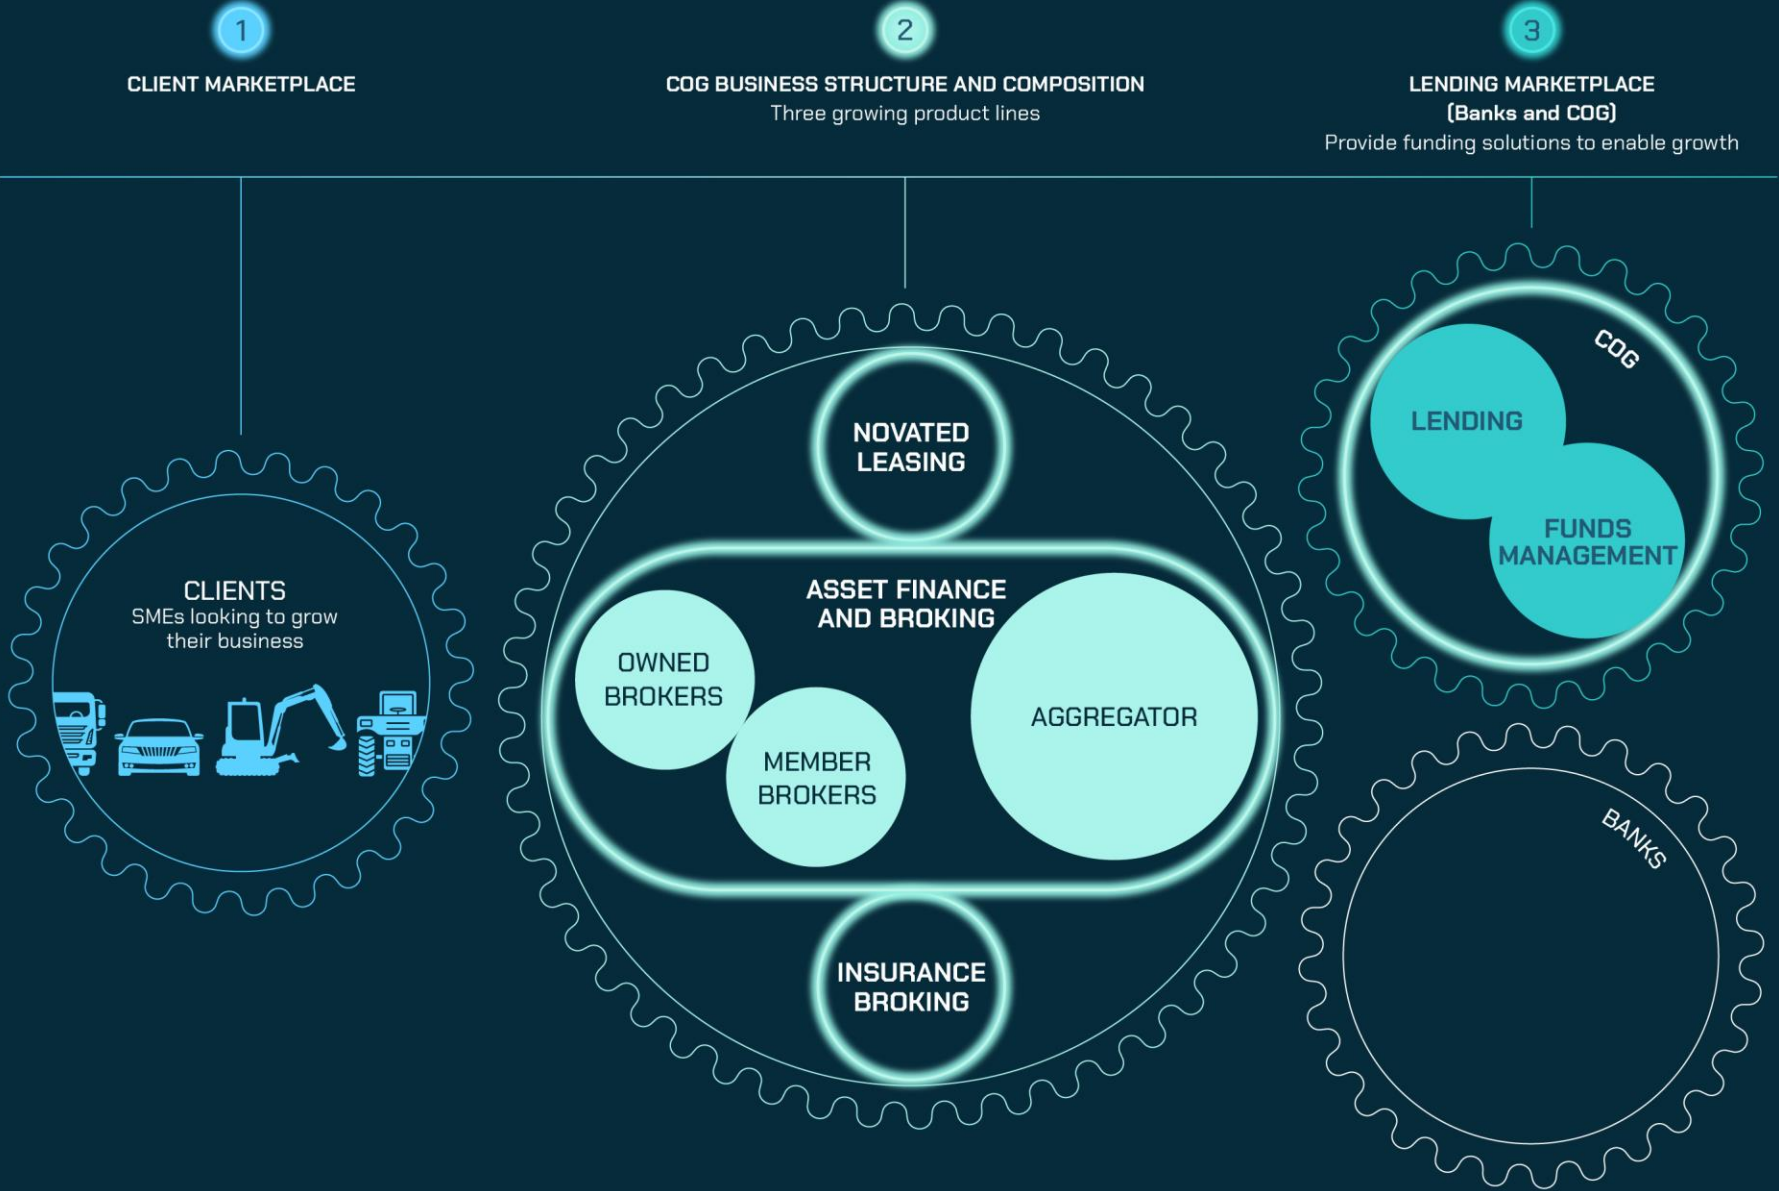 1
CLIENT MARKETPLACE
2
COG BUSINESS STRUCTURE AND COMPOSITION
Three growing product lines
3
LENDING MARKETPLACE
(Banks and COG)
Provide funding solutions to enable growth
CLIENTS
SMEs looking to grow
their business
NOVATED
LEASING
ASSET FINANCE
AND BROKING
OWNED
BROKERS
MEMBER
BROKERS
AGGREGATOR
INSURANCE
BROKING
COG
LENDING
FUNDS
MANAGEMENT
BANKS